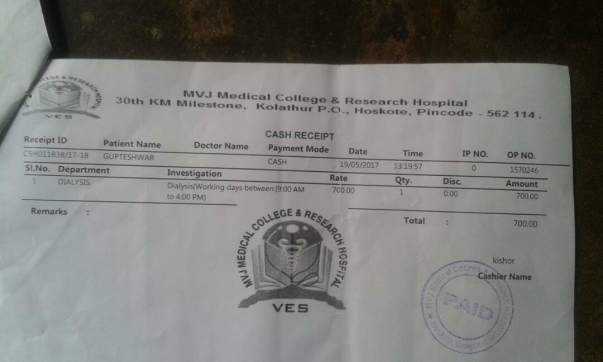 MVJ Medical College & Research Hospital
30th KM Milestone, Kolathur P.O., Hoskote, Pincode - 562 114.
VES
CASH RECEIPT
Receipt ID Patient Name Doctor Name Payment Mode Date Time IP NO. OP NO.
GUPTESHWAR CASH 19/05/2017 13:19:57 0 1570246
Sl.No. Department Investigation Rate Qty. Disc. Amount
1 DIALYSIS Dialysis(Working days between (9:00 AM 700.00 1 0.00 700.00
to 4:00 PM)
Remarks : Total : 700.00
MVJ MEDICAL COLLEGE & RESEARCH HOSPITAL
VES
kishor
Cashier Name
PAID